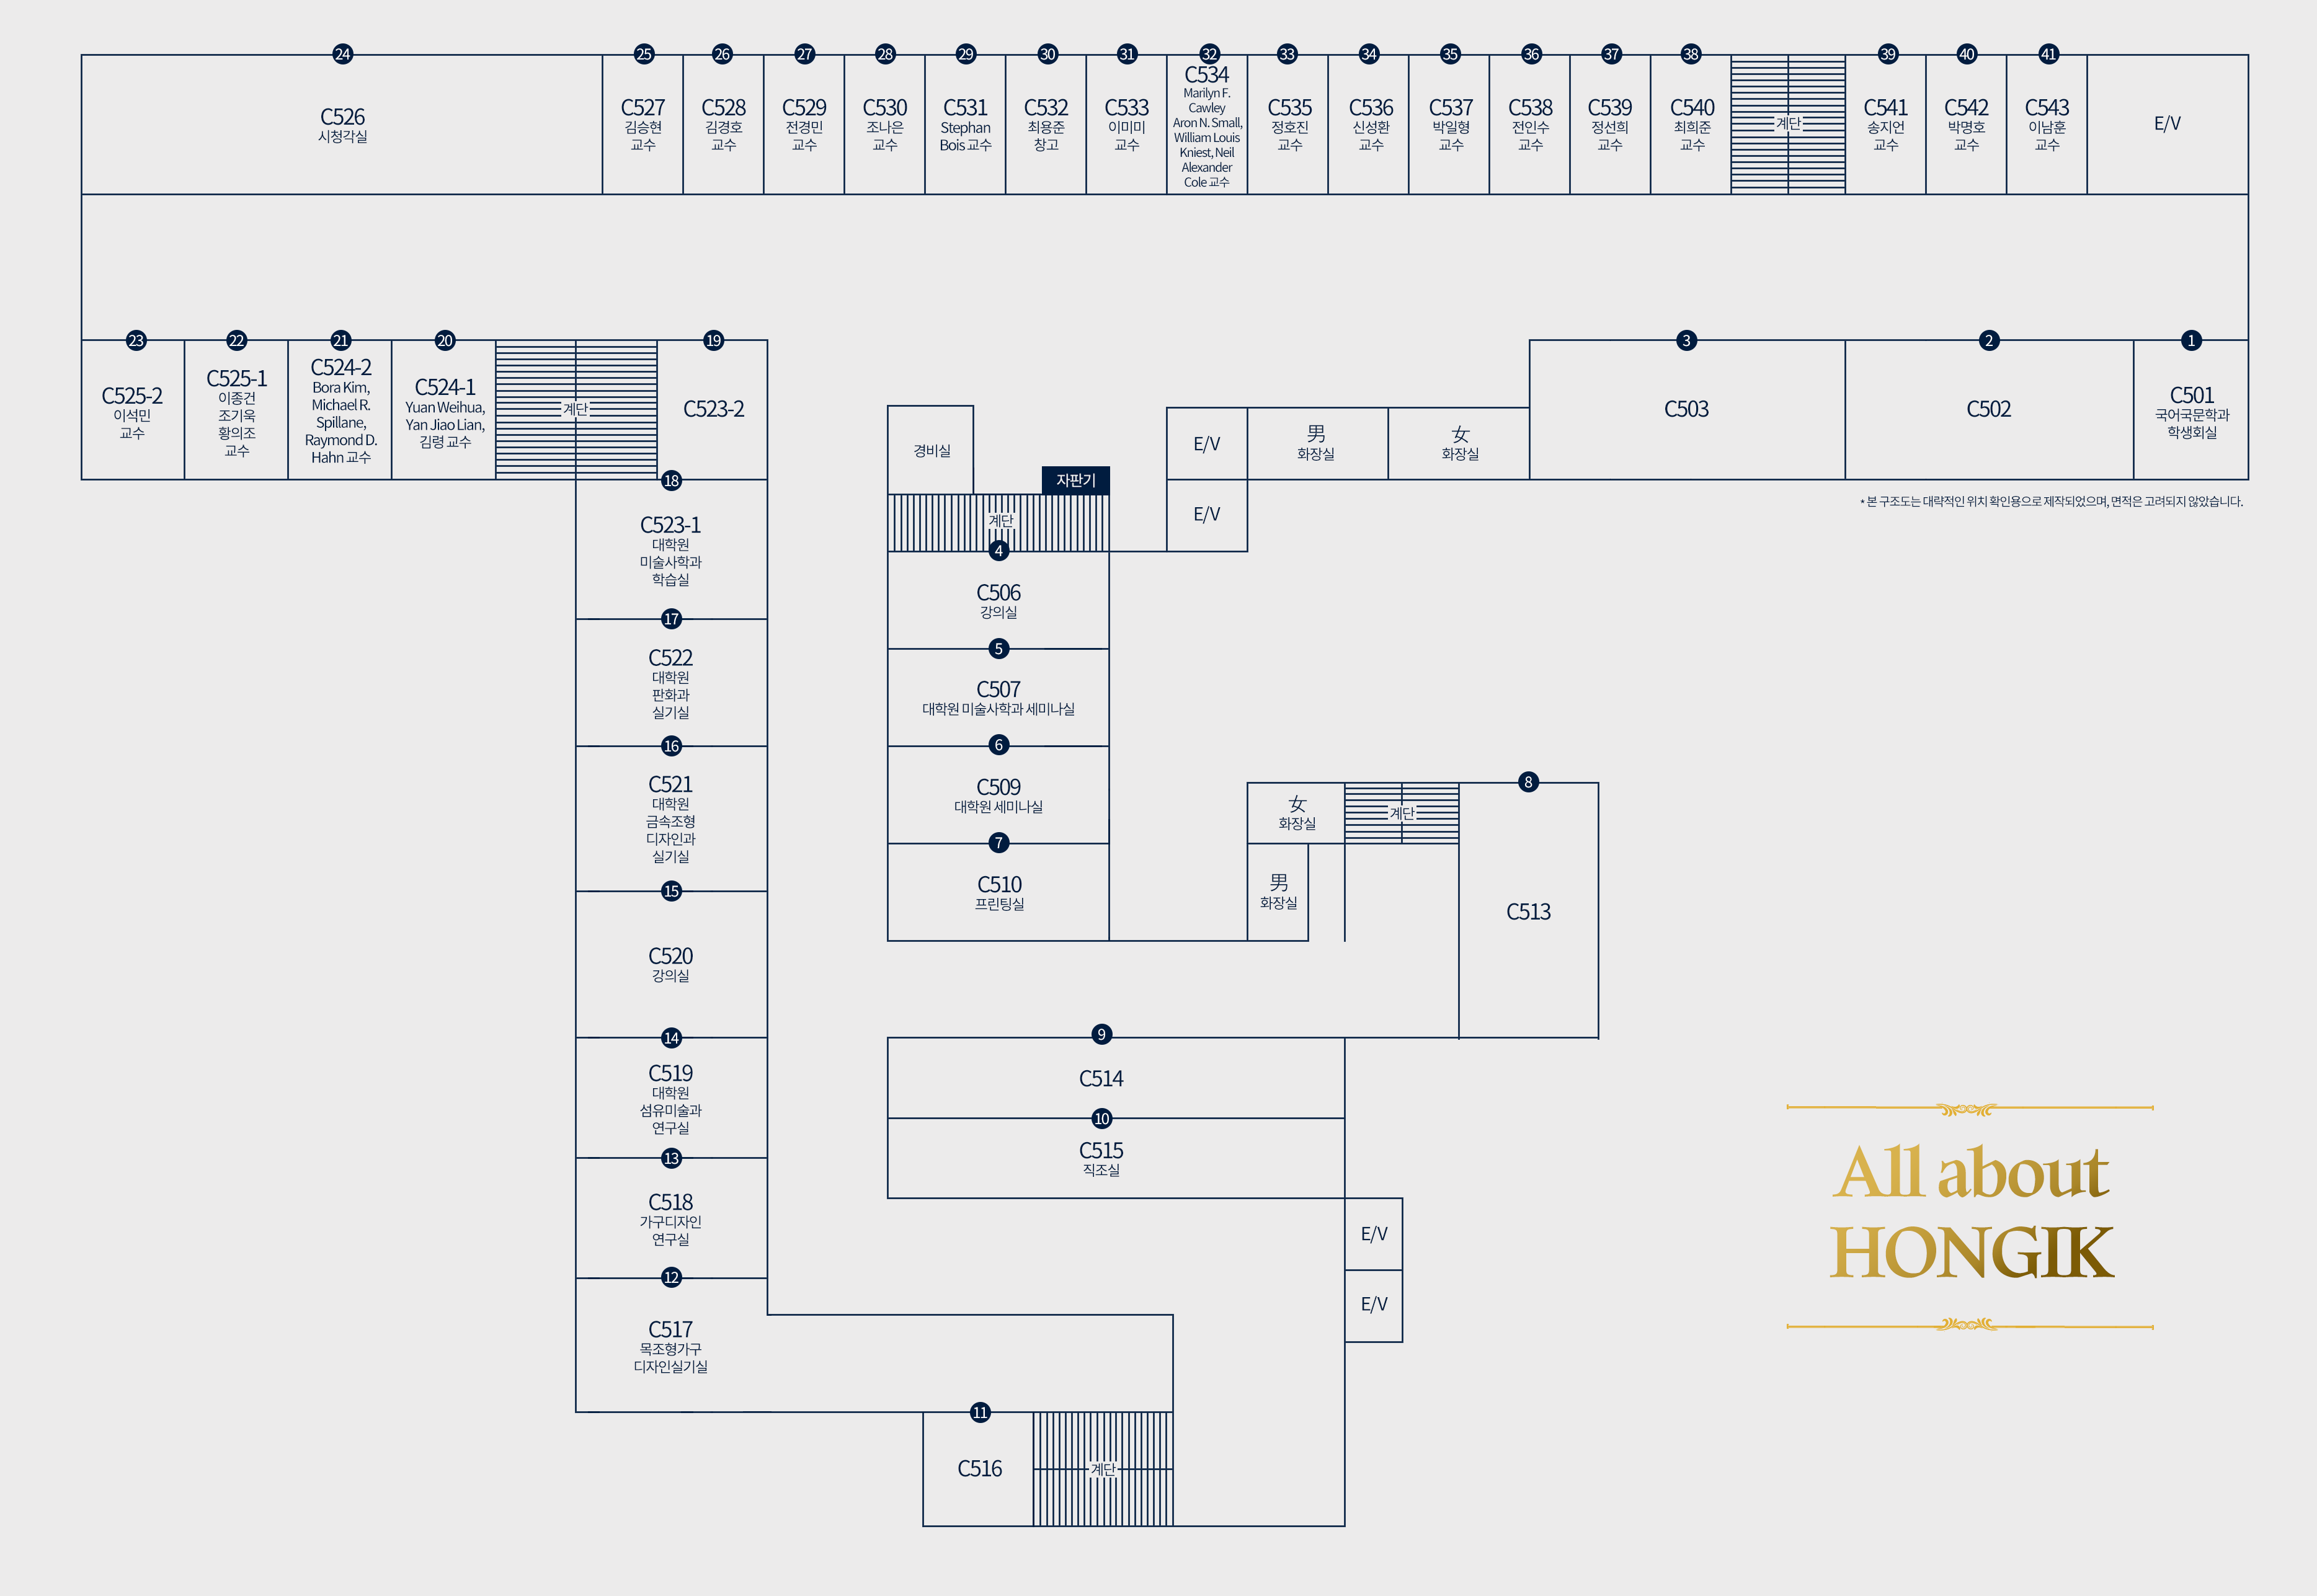 24
C526
시청각실
25
C527
김승현
교수
26
C528
김경호
교수
27
C529
전경민
교수
28
C530
조나은
교수
29
C531
Stephan
Bois 교수
30
C532
최용준
창고
31
C533
이미미
교수
32
C534
Marilyn F.
Cawley
Aron N. Small,
William Louis
Kniest, Neil
Alexander
Cole 교수
33
C535
정호진
교수
34
C536
신성환
교수
35
C537
박일형
교수
36
C538
전인수
교수
37
C539
정선희
교수
38
C540
최희준
교수
계단
39
C541
송지언
교수
40
C542
박명호
교수
41
C543
이남훈
교수
E/V
23
C525-2
이석민
교수
22
C525-1
이종건
조기욱
황의조
교수
21
C524-2
Bora Kim,
Michael R.
Spillane,
Raymond D.
Hahn 교수
20
C524-1
Yuan Weihua,
Yan Jiao Lian,
김령 교수
계단
19
C523-2
경비실
자판기
계단
E/V
E/V
男
화장실
女
화장실
3
C503
2
C502
1
C501
국어국문학과
학생회실
* 본 구조도는 대략적인 위치 확인용으로 제작되었으며, 면적은 고려되지 않았습니다.
18
C523-1
대학원
미술사학과
학습실
17
C522
대학원
판화과
실기실
16
C521
대학원
금속조형
디자인과
실기실
15
C520
강의실
14
C519
대학원
섬유미술과
연구실
13
C518
가구디자인
연구실
12
C517
목조형가구
디자인실기실
4
C506
강의실
5
C507
대학원 미술사학과 세미나실
6
C509
대학원 세미나실
7
C510
프린팅실
女
화장실
계단
男
화장실
8
C513
9
C514
10
C515
직조실
E/V
E/V
11
C516
계단
All about
HONGIK